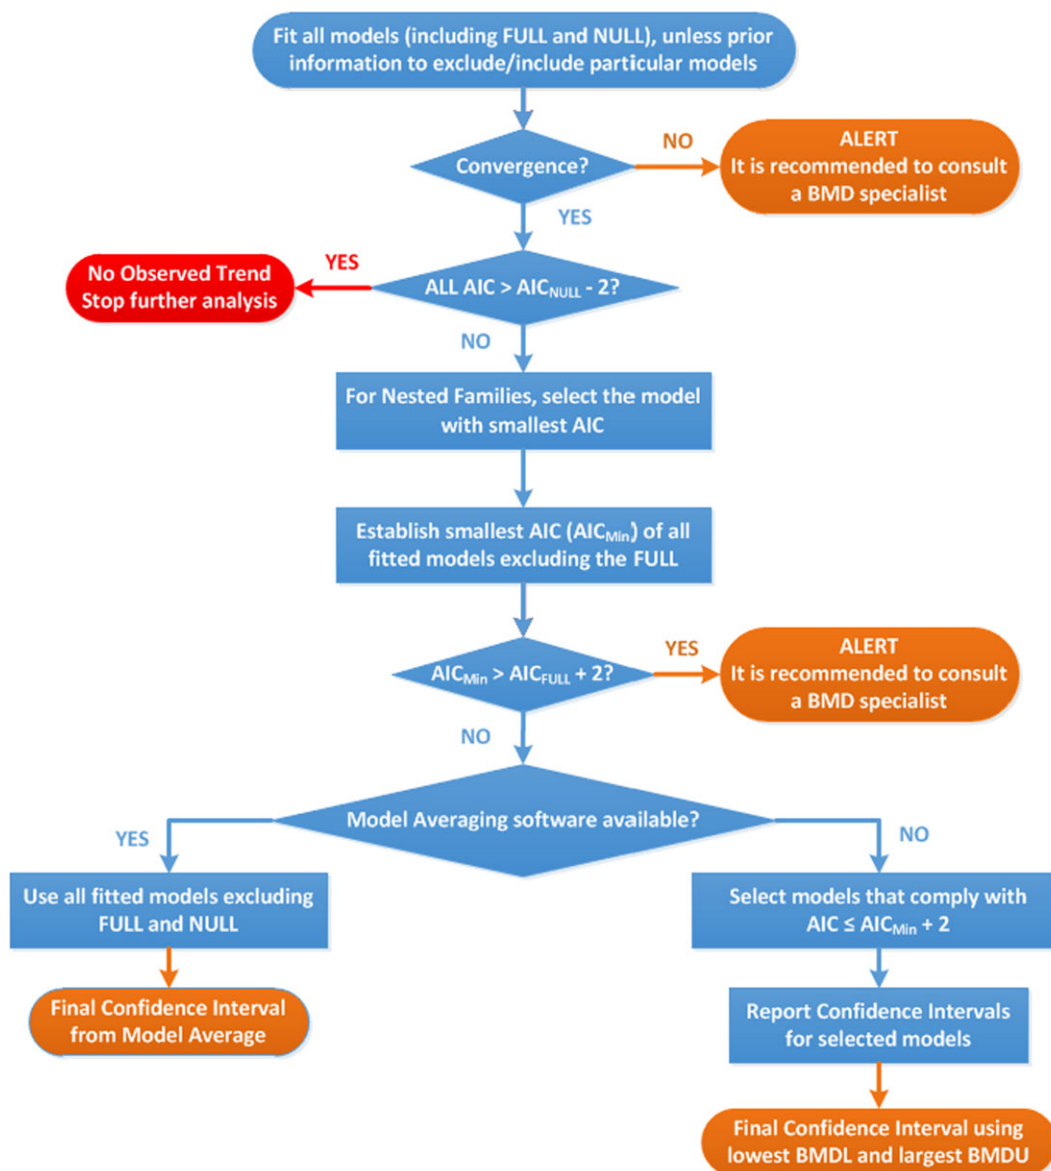 Fit all models (including FULL and NULL), unless prior
information to exclude/include particular models
Convergence?
NO
ALERT
It is recommended to consult
a BMD specialist
YES
ALL AIC > AICNULL - 2?
YES
No Observed Trend
Stop further analysis
NO
For Nested Families, select the model
with smallest AIC
Establish smallest AIC (AICMin) of all
fitted models excluding the FULL
AICMin > AICFULL + 2?
YES
ALERT
It is recommended to consult
a BMD specialist
NO
Model Averaging software available?
YES
NO
Use all fitted models excluding
FULL and NULL
Final Confidence Interval
from Model Average
Select models that comply with
AIC ≤ AICMin + 2
Report Confidence Intervals
for selected models
Final Confidence Interval using
lowest BMDL and largest BMDU